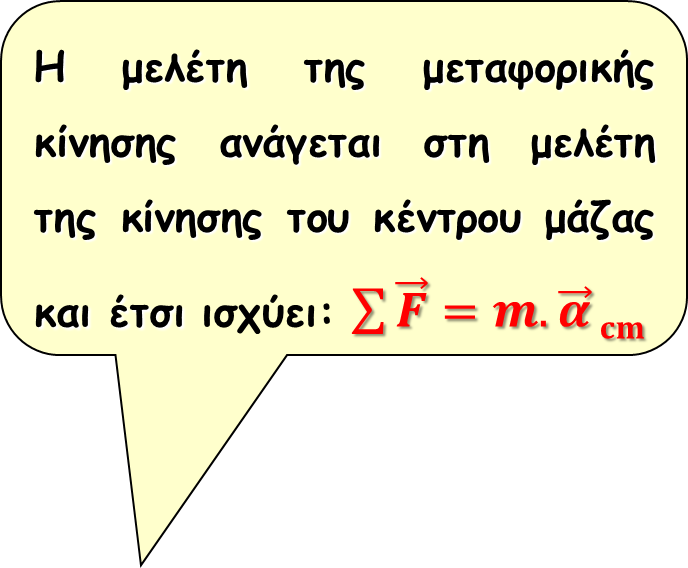 Η μελέτη της μεταφορικής
κίνησης ανάγεται στη μελέτη
της κίνησης του κέντρου μάζας
και έτσι ισχύει: ∑F⃗ = m.α⃗ cm